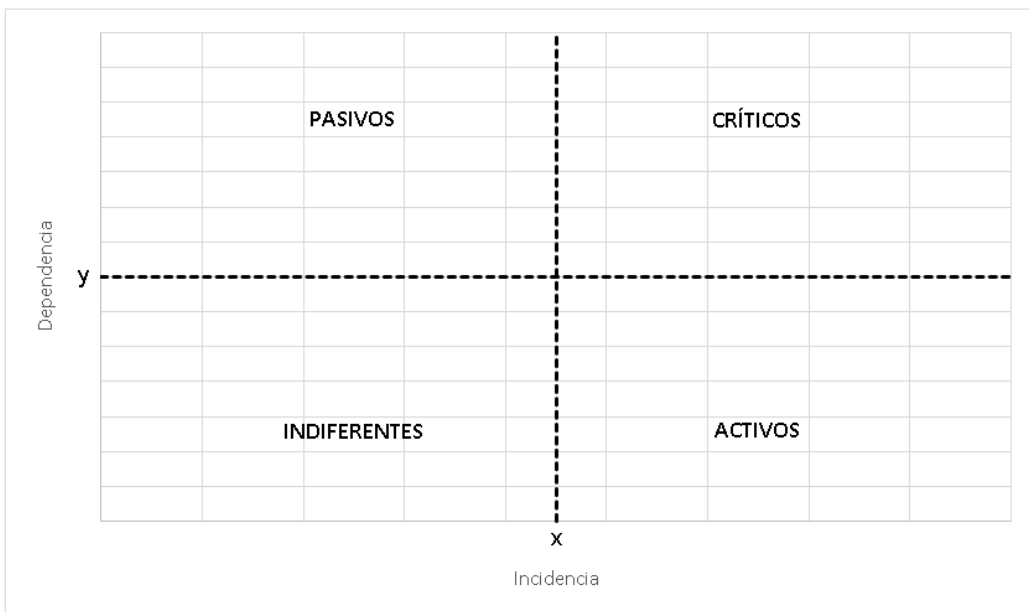 PASIVOS
CRÍTICOS
Dependencia
y
INDIFERENTES
ACTIVOS
x
Incidencia